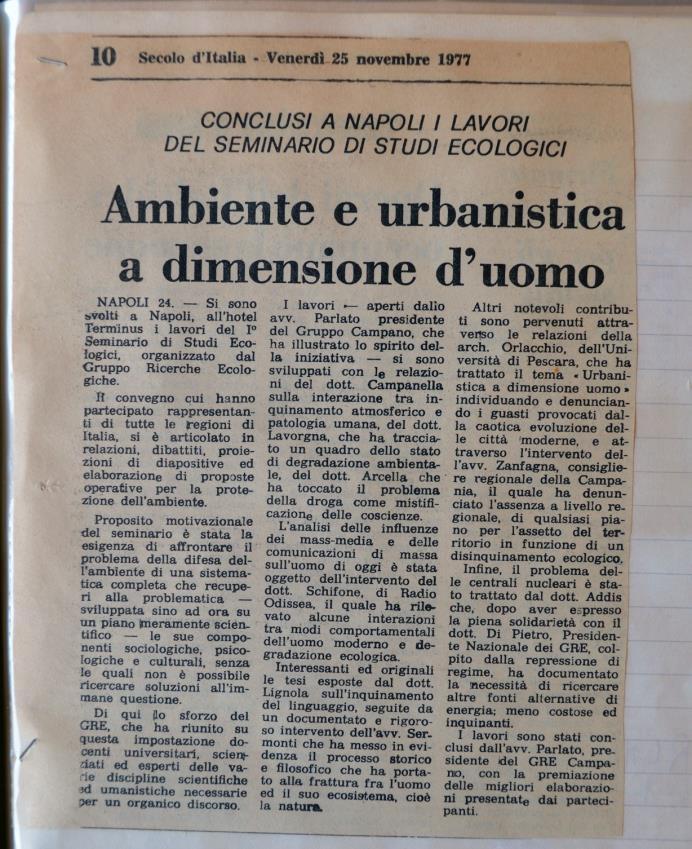 10 Secolo d'Italia - Venerdì 25 novembre 1977
CONCLUSI A NAPOLI I LAVORI
DEL SEMINARIO DI STUDI ECOLOGICI
Ambiente e urbanistica
a dimensione d'uomo
NAPOLI 24. — Si sono
svolti a Napoli, all'hotel
Terminus i lavori del I°
Seminario di Studi Eco-
logici, organizzato dal
Gruppo Ricerche Ecolo-
giche.
Il convegno cui hanno
partecipato rappresentan-
ti di tutte le regioni di
Italia, si è articolato in
relazioni, dibattiti, proie-
zioni di diapositive ed
elaborazione di proposte
operative per la prote-
zione dell'ambiente.
Proposito motivazionale
del seminario è stata la
esigenza di affrontare il
problema della difesa del-
l'ambiente di una sistema-
tica completa che recupe-
ri alla problematica —
sviluppata sino ad ora su
un piano meramente scien-
tifico — le sue compo-
nenti sociologiche, psico-
logiche e culturali, senza
le quali non è possibile
ricercare soluzioni all'im-
mane questione.
Di qui lo sforzo del
GRE, che ha riunito su
questa impostazione do-
centi universitari, scien-
ziati ed esperti delle va-
rie discipline scientifiche
ed umanistiche necessarie
per un organico discorso.
I lavori — aperti dallo
avv. Parlato presidente
del Gruppo Campano, che
ha illustrato lo spirito del-
la iniziativa — si sono
sviluppati con le relazio-
ni del dott. Campanella
sulla interazione tra in-
quinamento atmosferico e
patologia umana, del dott.
Lavorgna, che ha traccia-
to un quadro dello stato
di degradazione ambienta-
le, del dott. Arcella che
ha toccato il problema
della droga come mistifi-
cazione delle coscienze.
L'analisi delle influenze
dei mass-media e delle
comunicazioni di massa
sull'uomo di oggi è stata
oggetto dell'intervento del
dott. Schifone, di Radio
Odissea, il quale ha rile-
vato alcune interazioni
tra modi comportamentali
dell'uomo moderno e de-
gradazione ecologica.
Interessanti ed originali
le tesi esposte dal dott.
Lignola sull'inquinamento
del linguaggio, seguite da
un documentato e rigoro-
so intervento dell'avv. Ser-
monti che ha messo in evi-
denza il processo storico
e filosofico che ha porta-
to alla frattura fra l'uomo
ed il suo ecosistema, cioè
la natura.
Altri notevoli contribu-
ti sono pervenuti attra-
verso le relazioni della
arch. Orlacchio, dell'Uni-
versità di Pescara, che ha
trattato il tema «Urbani-
stica a dimensione uomo»
individuando e denuncian-
do i guasti provocati dal-
la caotica evoluzione del-
le città moderne, e at-
traverso l'intervento del-
l'avv. Zanfagna, consiglie-
re regionale della Campa-
nia, il quale ha denun-
ciato l'assenza a livello re-
gionale, di qualsiasi pia-
no per l'assetto del ter-
ritorio in funzione di un
disinquinamento ecologico.
Infine, il problema del-
le centrali nucleari è sta-
to trattato dal dott. Addis
che, dopo aver espresso
la piena solidarietà con il
dott. Di Pietro, Presiden-
te Nazionale dei GRE, col-
pito dalla repressione di
regime, ha documentato
la necessità di ricercare
altre fonti alternative di
energia; meno costose ed
inquinanti.
I lavori sono stati con-
clusi dall'avv. Parlato, pre-
sidente del GRE Campa-
no, con la premiazione
delle migliori elaborazio-
ni presentate dai parteci-
panti.